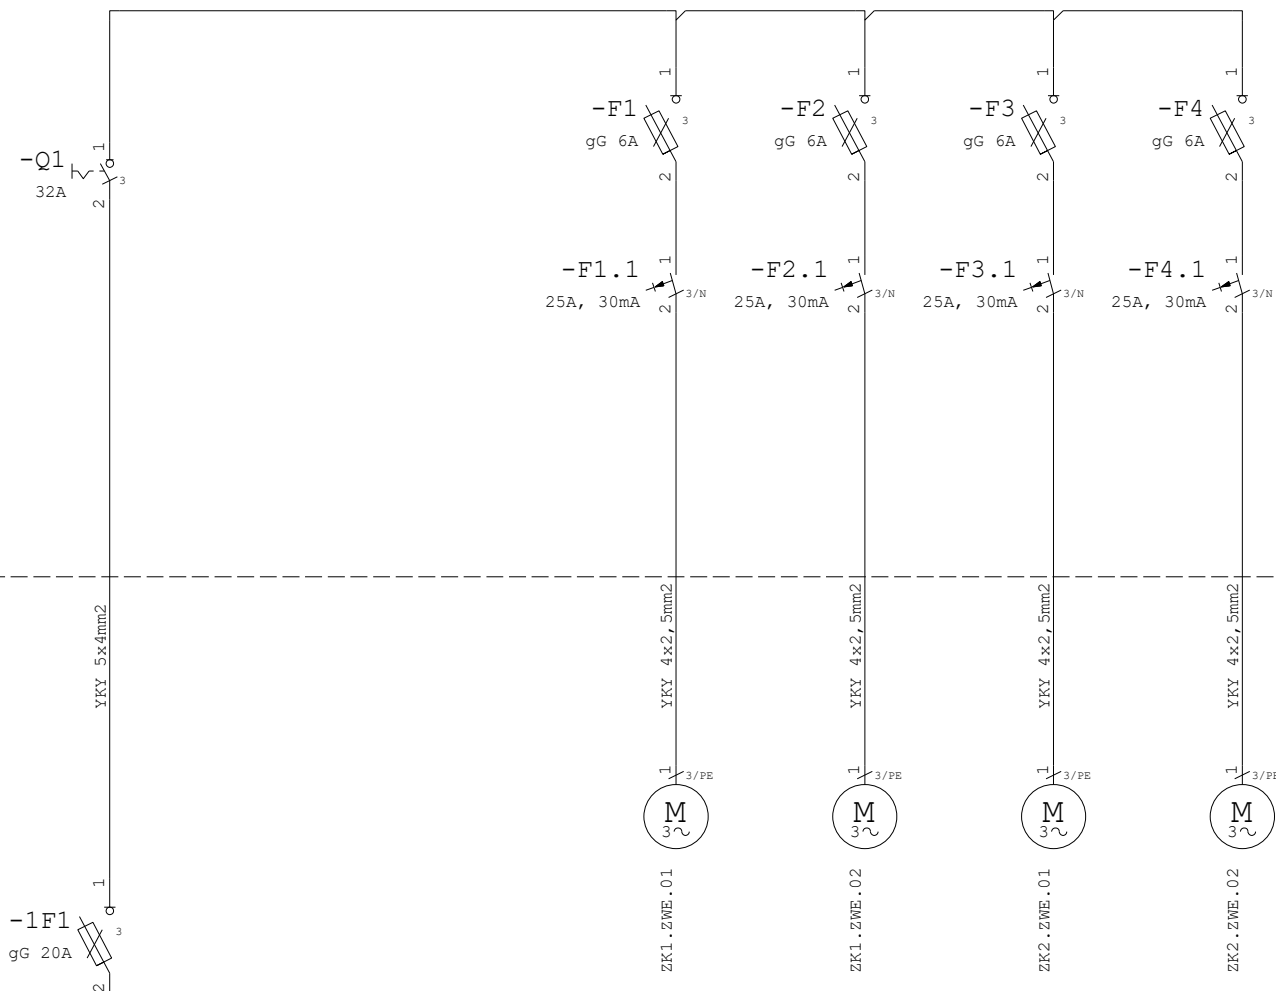 1
1
1
1
-F1
3
-F2
3
-F3
3
-F4
3
gG 6A
gG 6A
gG 6A
gG 6A
1
-Q1
3
32A
2
2
2
2
2
1
1
1
1
-F1.1
-F2.1
-F3.1
-F4.1
3/N
3/N
3/N
3/N
25A, 30mA
25A, 30mA
25A, 30mA
25A, 30mA
2
2
2
2
YKY 5x4mm2
YKY 4x2,5mm2
YKY 4x2,5mm2
YKY 4x2,5mm2
YKY 4x2,5mm2
1
3/PE
1
3/PE
1
3/PE
1
3/PE
M
3~
M
3~
M
3~
M
3~
ZK1.ZWE.01
ZK1.ZWE.02
ZK2.ZWE.01
ZK2.ZWE.02
1
-1F1
3
gG 20A
2